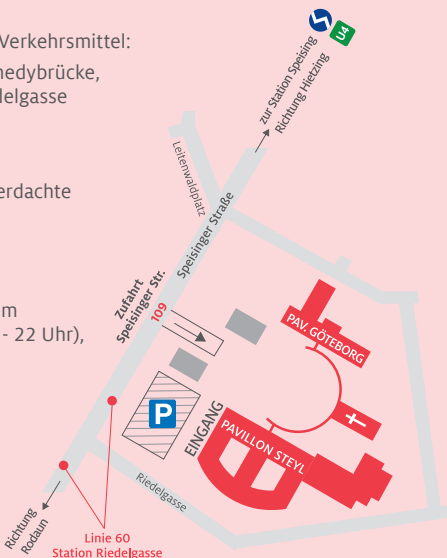 Verkehrsmittel:
nedybrücke,
delgasse
erdachte
m
- 22 Uhr),
zur Station Speising
Richtung Hietzing
U4
Leitenwaldplatz
Speisinger Straße
Zufahrt
Speisinger Str.
109
PAV. GÖTEBORG
P
EINGANG
PAVILLON STEYL
Riedelgasse
Richtung
Rodaun
Linie 60
Station Riedelgasse